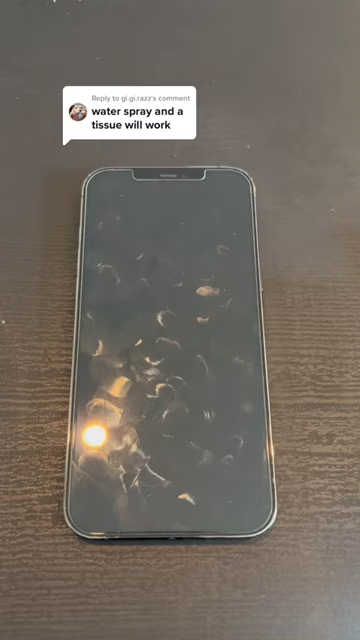 Reply to gi.gi.razz's comment
water spray and a
tissue will work